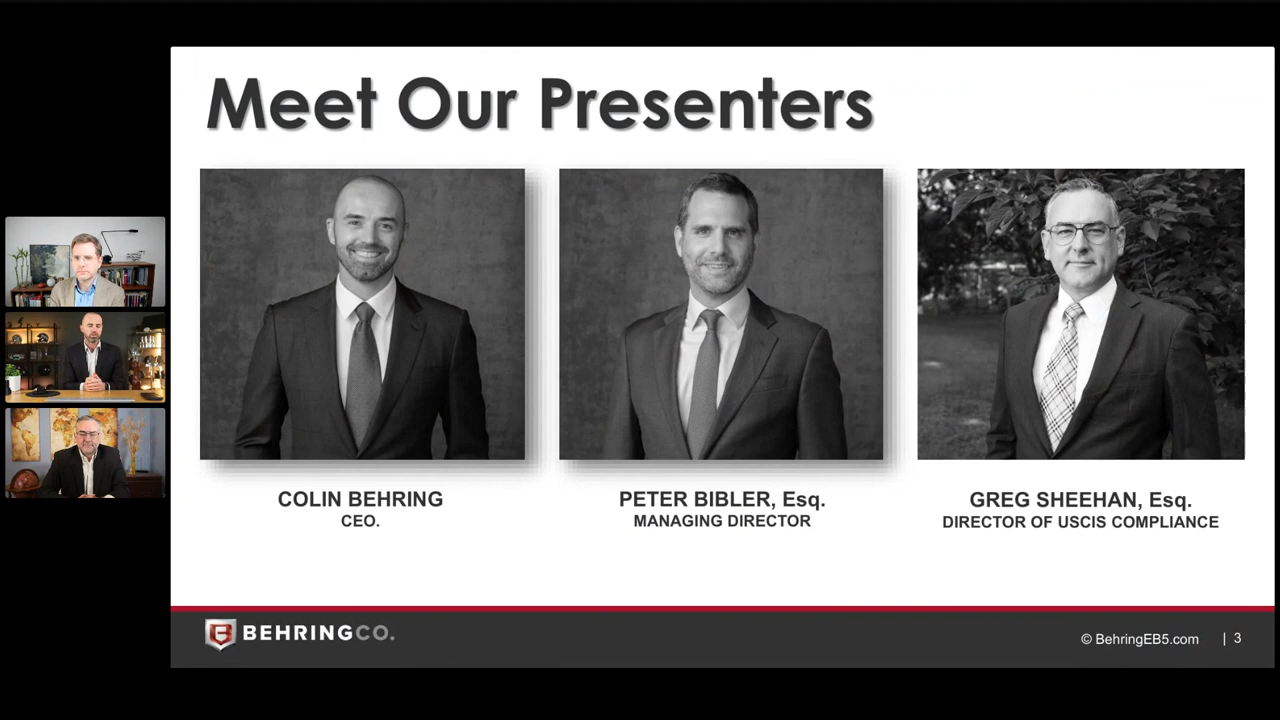 Meet Our Presenters
COLIN BEHRING
CEO.
PETER BIBLER, Esq.
MANAGING DIRECTOR
GREG SHEEHAN, Esq.
DIRECTOR OF USCIS COMPLIANCE
BEHRINGCO.
© BehringEB5.com | 3